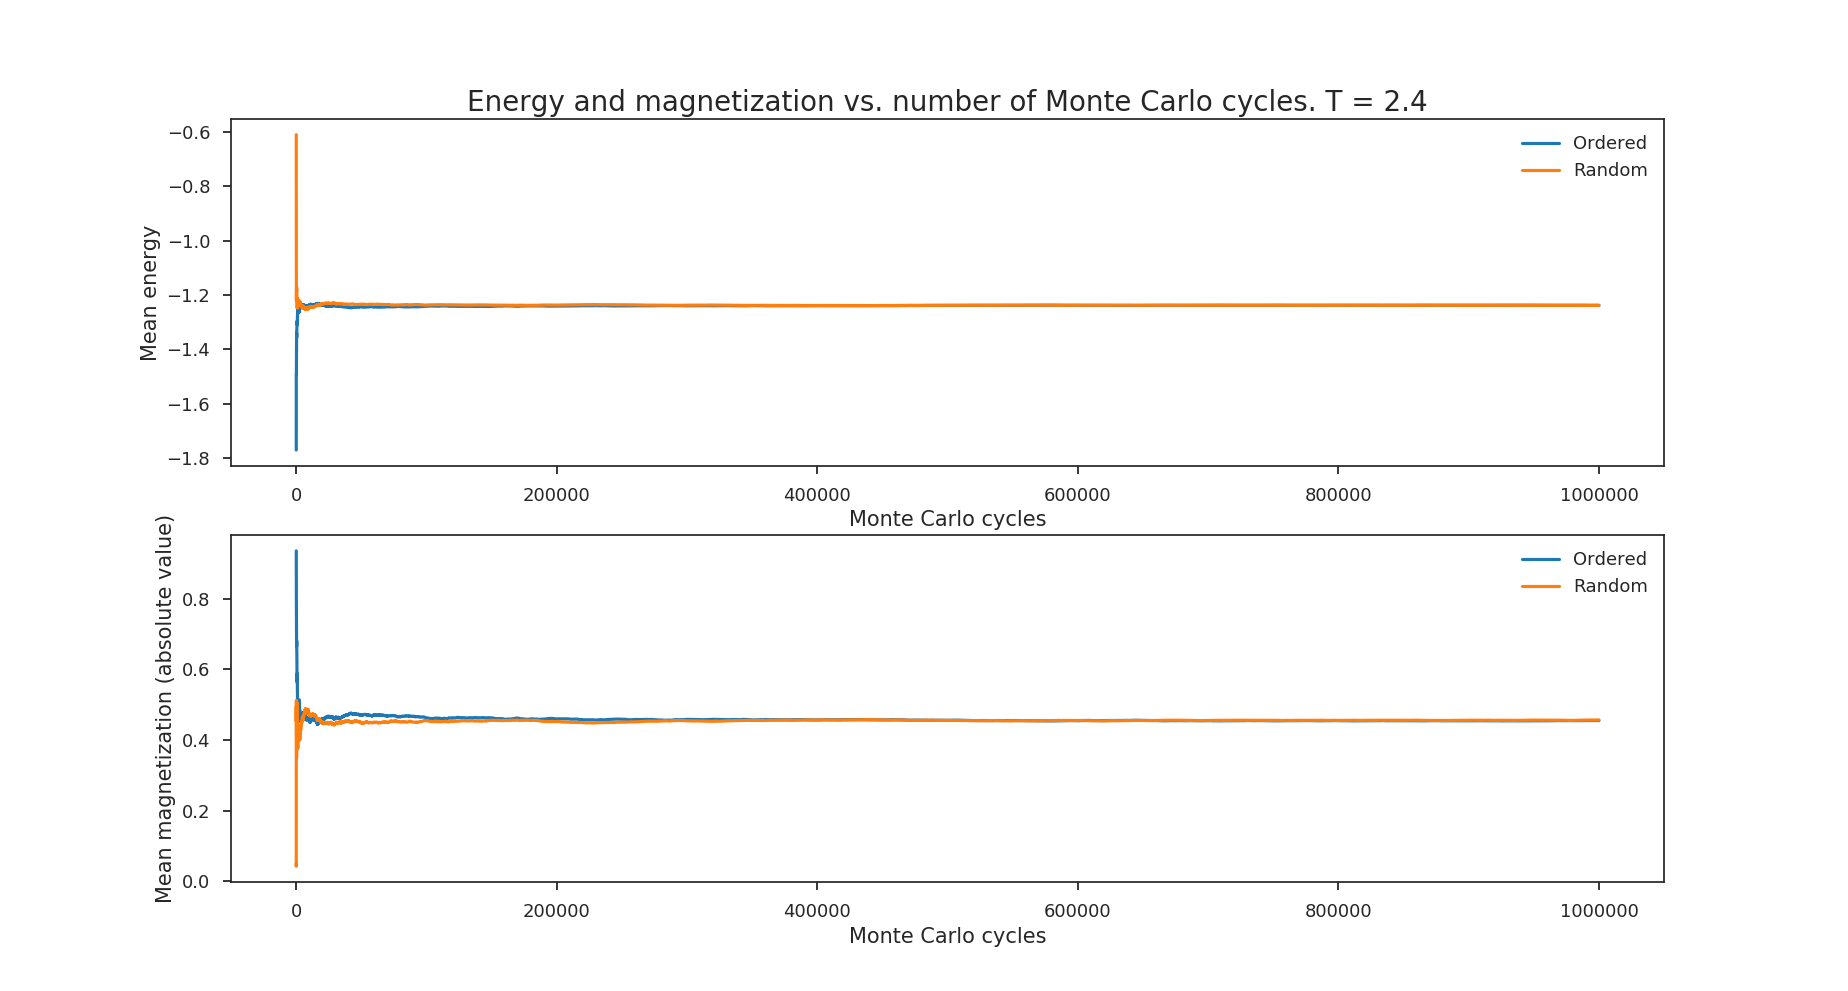 Energy and magnetization vs. number of Monte Carlo cycles. T = 2.4
Mean energy
−0.6
−0.8
−1.0
−1.2
−1.4
−1.6
−1.8
Ordered
Random
0 200000 400000 600000 800000 1000000
Monte Carlo cycles
Mean magnetization (absolute value)
0.8
0.6
0.4
0.2
0.0
Ordered
Random
0 200000 400000 600000 800000 1000000
Monte Carlo cycles